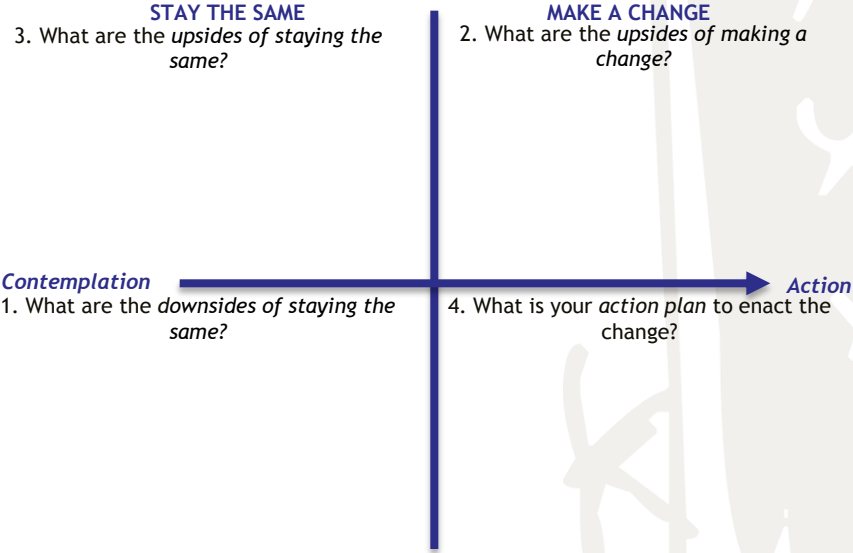 STAY THE SAME
3. What are the upsides of staying the
same?
MAKE A CHANGE
2. What are the upsides of making a
change?
Contemplation
Action
1. What are the downsides of staying the
same?
4. What is your action plan to enact the
change?